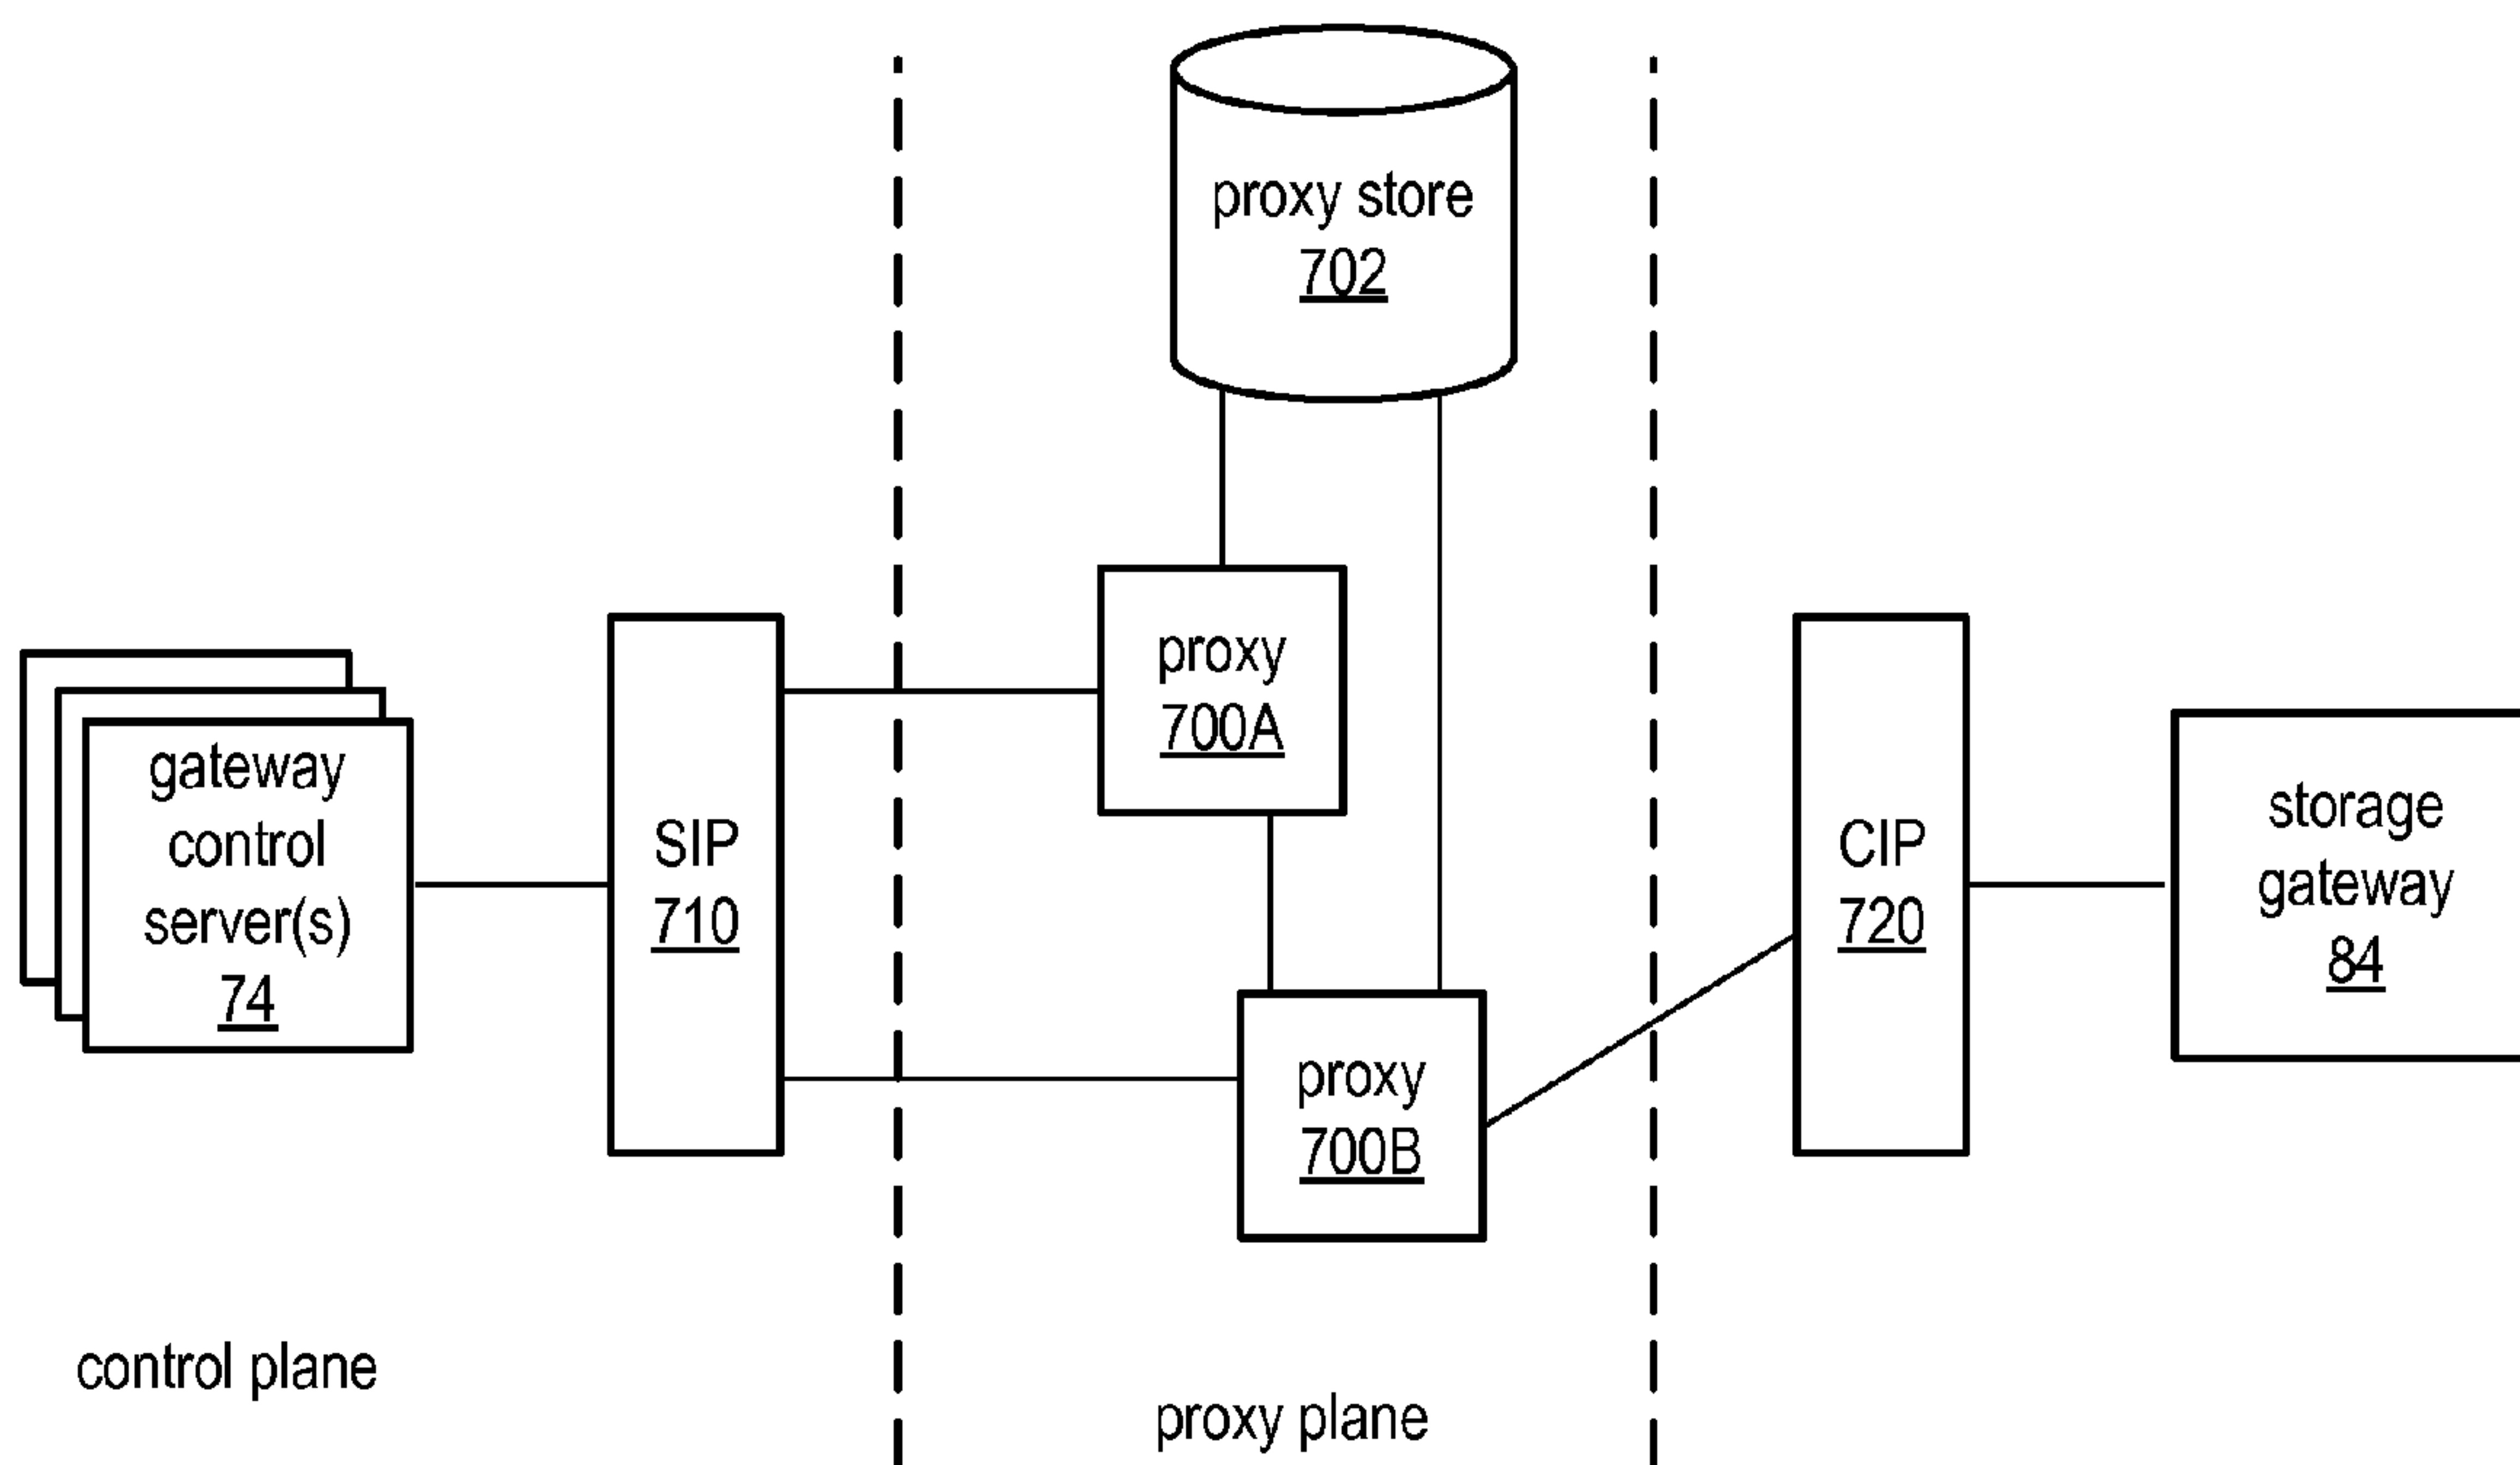 proxy store
702
proxy
700A
gateway
control
server(s)
74
SIP
710
CIP
720
storage
gateway
84
proxy
700B
control plane
proxy plane